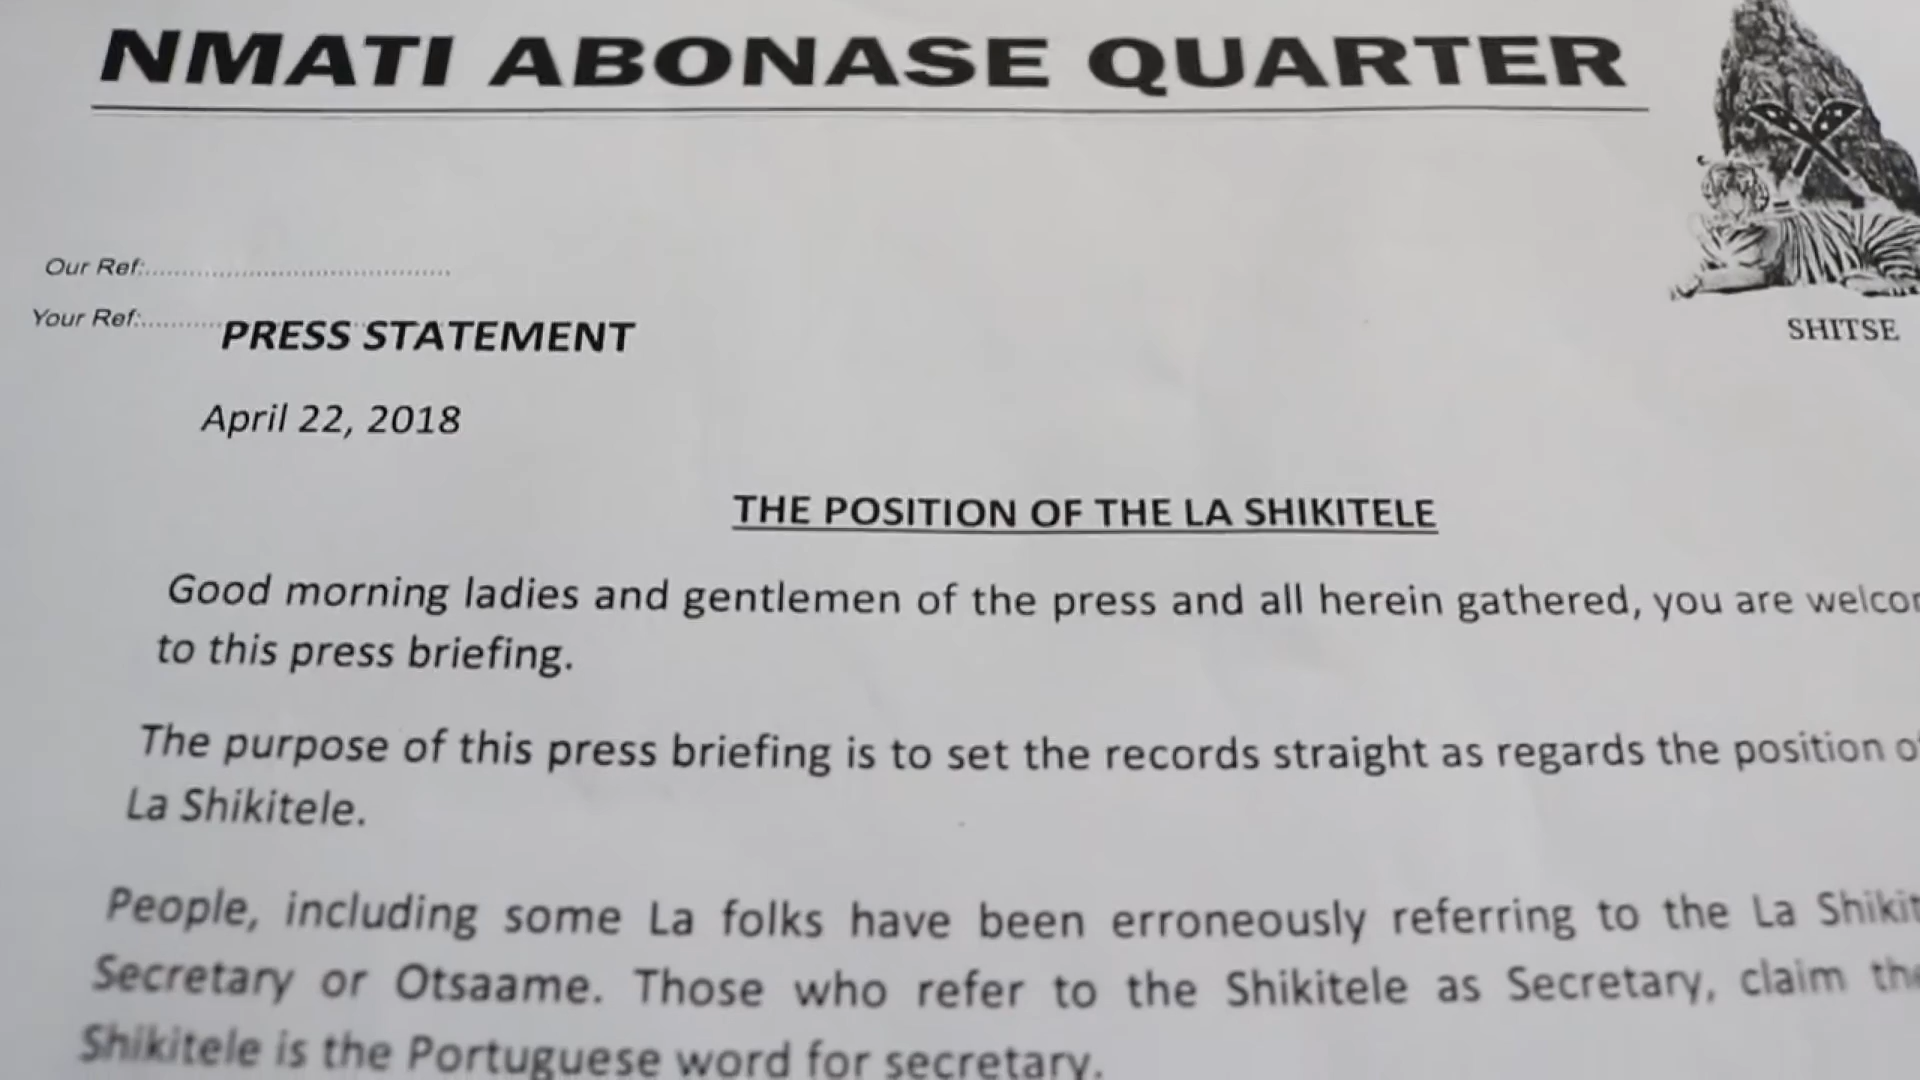 NMATI ABONASE QUARTER
SHITSE
Our Ref:..........................................
Your Ref:...........PRESS STATEMENT
April 22, 2018
THE POSITION OF THE LA SHIKITELE
Good morning ladies and gentlemen of the press and all herein gathered, you are
to this press briefing.
The purpose of this press briefing is to set the records straight as regards the position
La Shikitele.
People, including some La folks have been erroneously referring to the La
Secretary or Otsaame. Those who refer to the Shikitele as Secretary, claim
Shikitele is the Portuguese word for secretary.